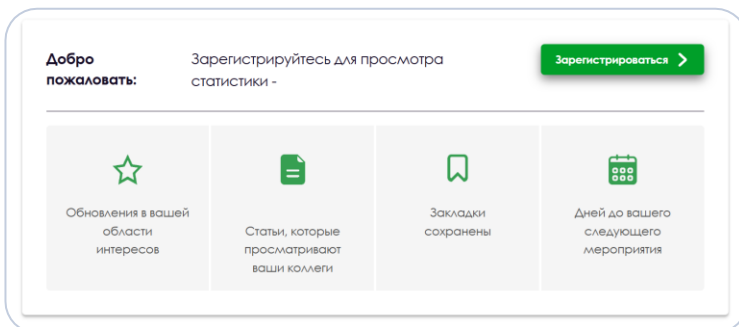 Добро
пожаловать:
Зарегистрируйтесь для просмотра
статистики -
Зарегистрироваться
Обновления в вашей
области
интересов
Статьи, которые
просматривают
ваши коллеги
Закладки
сохранены
Дней до вашего
следующего
мероприятия